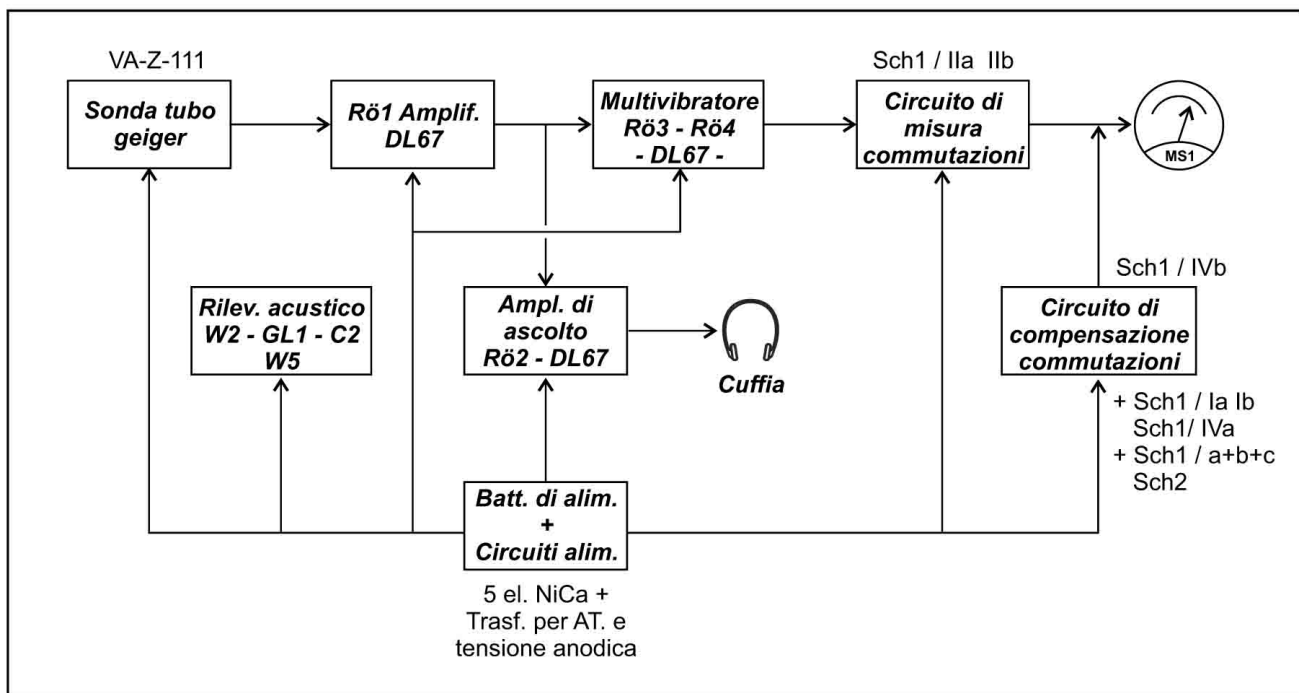 VA-Z-111
Sonda tubo
geiger
Rö1 Amplif.
DL67
Multivibratore
Rö3 - Rö4
- DL67 -
Sch1 / IIa  IIb
Circuito di
misura
commutazioni
MS1
Rilev. acustico
W2 - GL1 - C2
W5
Ampl. di
ascolto
Rö2 - DL67
Cuffia
Sch1 / IVb
Circuito di
compensazione
commutazioni
+ Sch1 / Ia Ib
Sch1/ IVa
+ Sch1 / a+b+c
Sch2
Batt. di alim.
+
Circuiti alim.
5 el. NiCa +
Trasf. per AT. e
tensione anodica